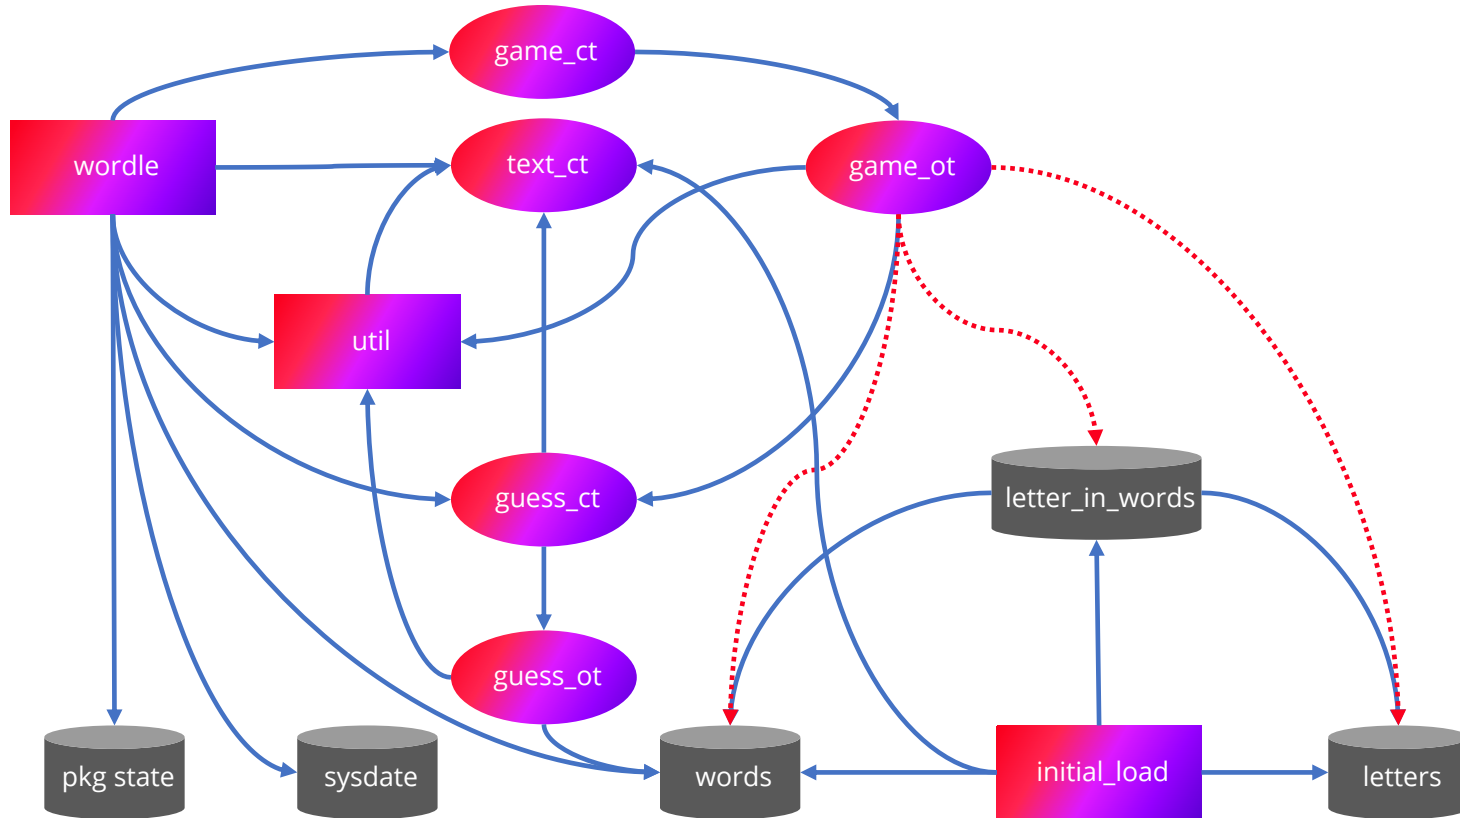 game_ct
wordle
text_ct
game_ot
util
guess_ct
letter_in_words
guess_ot
pkg state
sysdate
words
initial_load
letters